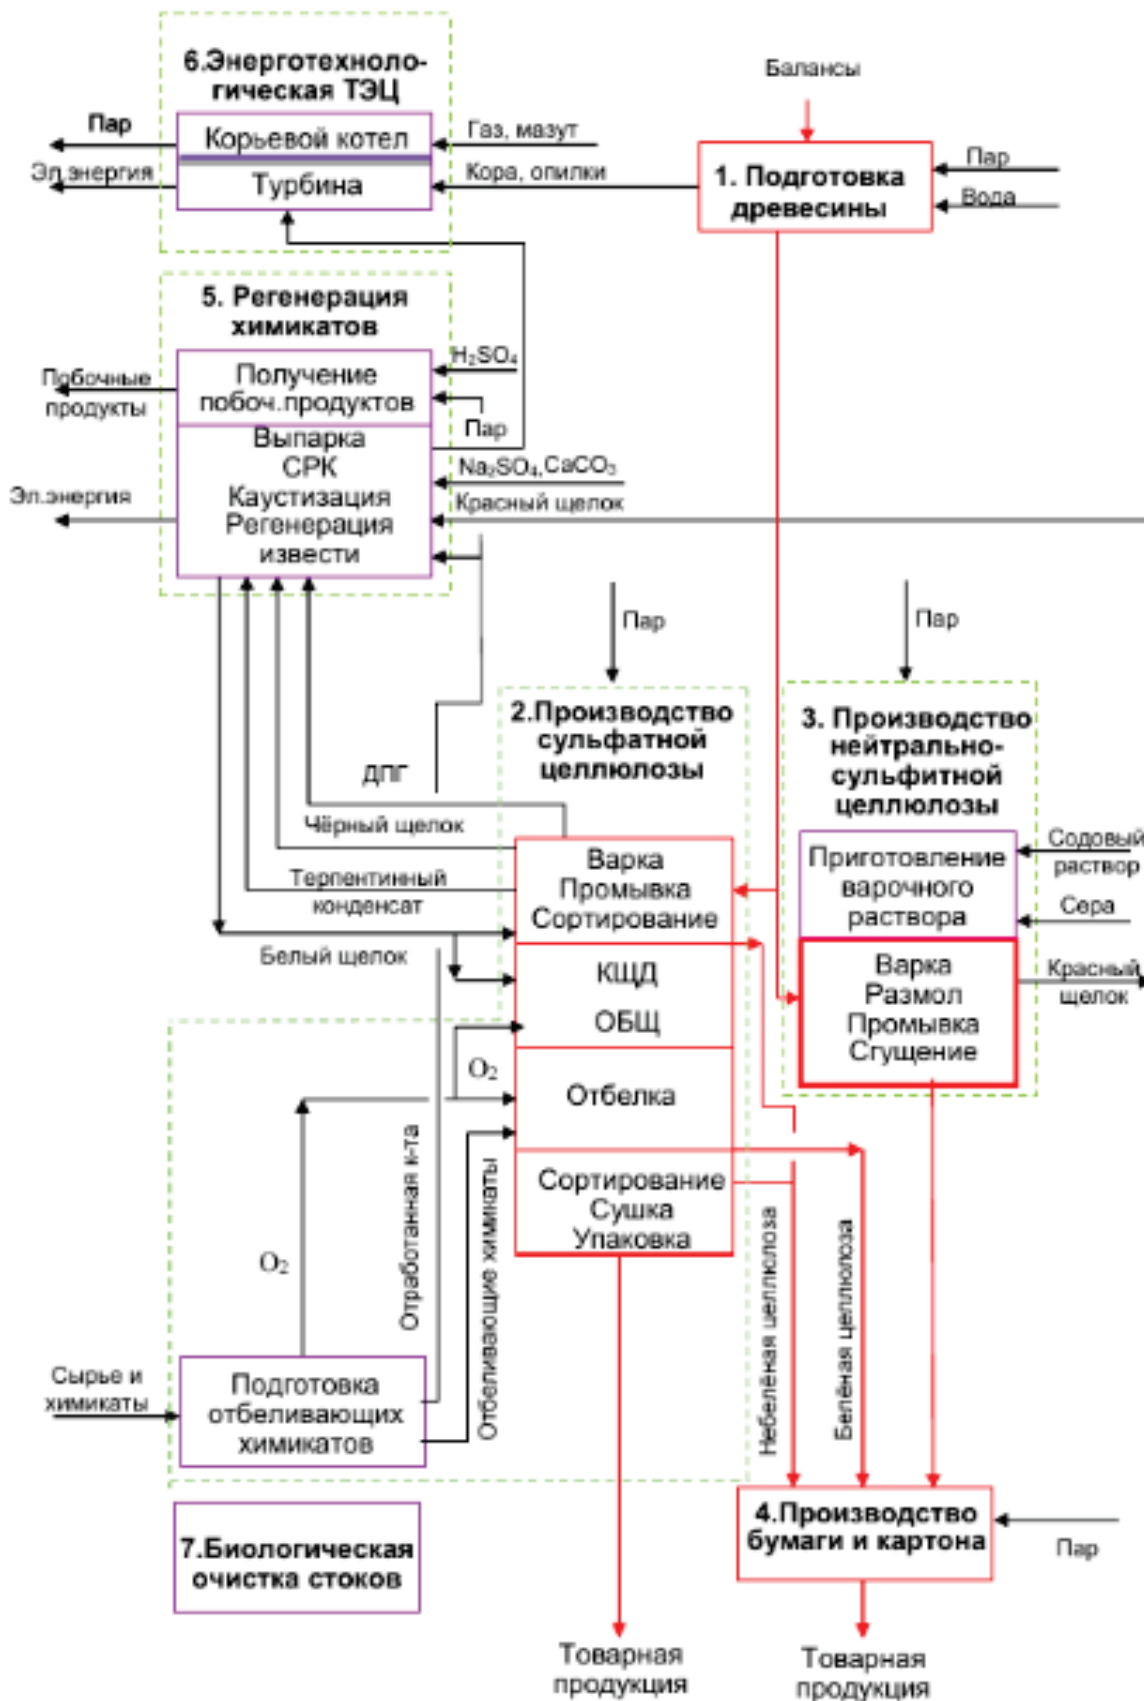 6.Энерготехноло-
гическая ТЭЦ
Корьевой котел
Турбина
Пар
Эл.энергия
Газ, мазут
Кора, опилки
Балансы
1. Подготовка
древесины
Пар
Вода
5. Регенерация
химикатов
Получение
побоч.продуктов
Выпарка
СРК
Каустизация
Регенерация
извести
Побочные
продукты
Эл.энергия
H₂SO₄
Пар
Na₂SO₄,CaCO₃
Красный щелок
Пар
Пар
2.Производство
сульфатной
целлюлозы
3. Производство
нейтрально-
сульфитной
целлюлозы
ДПГ
Чёрный щелок
Терпентинный
конденсат
Белый щелок
Варка
Промывка
Сортирование
КЩД
ОБЩ
Отбелка
Сортирование
Сушка
Упаковка
Приготовление
варочного
раствора
Варка
Размол
Промывка
Сгущение
Содовый
раствор
Сера
Красный
щелок
O₂
O₂
Отработанная к-та
Отбеливающие химикаты
Небелёная целлюлоза
Белёная целлюлоза
Сырье и
химикаты
Подготовка
отбеливающих
химикатов
7.Биологическая
очистка стоков
4.Производство
бумаги и картона
Пар
Товарная
продукция
Товарная
продукция